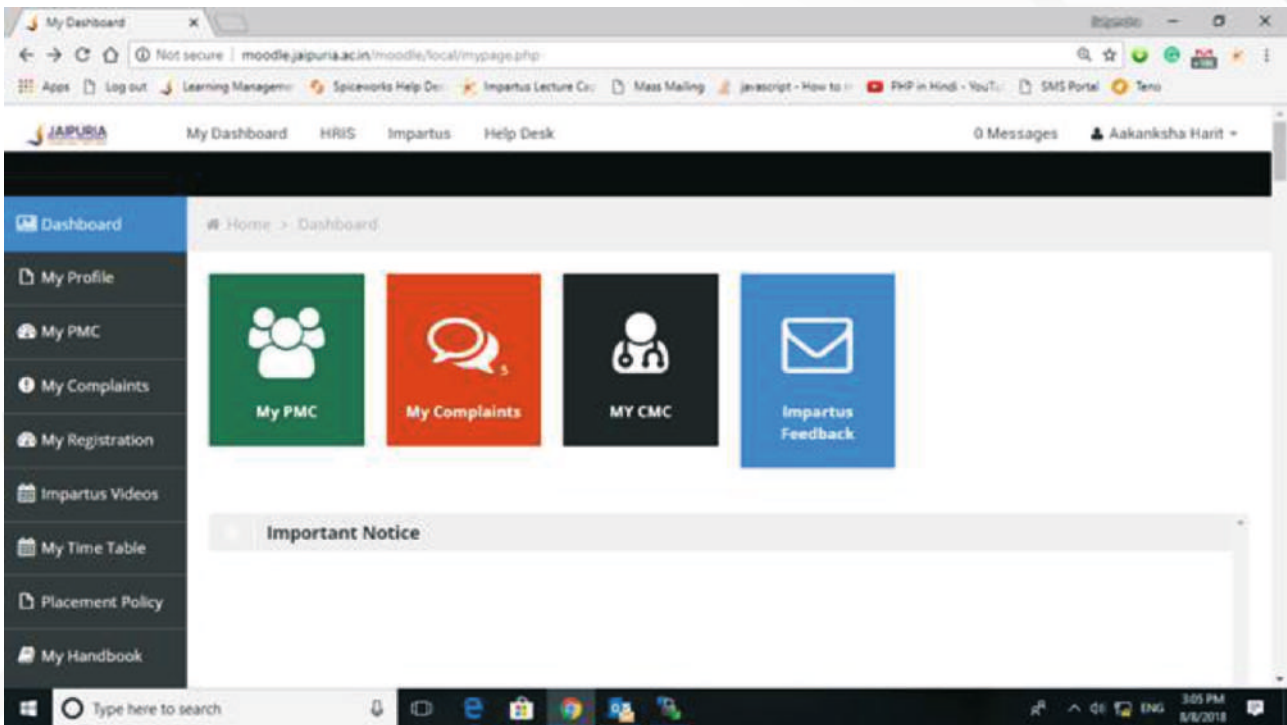 My Dashboard
Not secure | moodle.jaipuria.ac.in/moodle/local/mypage.php
Apps Log out Learning Manageme Spiceworks Help De Impartus Lecture Ca Mass Mailing javascript - How to PHP in Hindi - YouTu SMS Portal
JAIPURIA My Dashboard HRIS Impartus Help Desk 0 Messages Aakanksha Harit
Dashboard
Home > Dashboard
My Profile
My PMC
My Complaints
My Registration
Impartus Videos
My Time Table
Placement Policy
My Handbook
My PMC
5
My Complaints
MY CMC
Impartus
Feedback
Important Notice
Type here to search
ENG
3:05 PM
8/8/2018